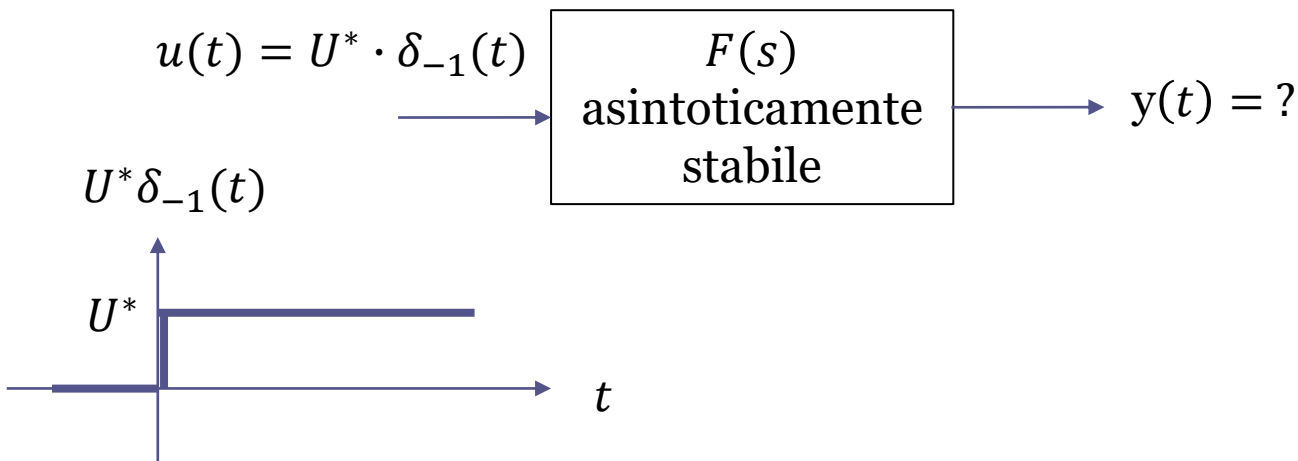 u(t) = U* · δ₋₁(t)
F(s)
asintoticamente
stabile
y(t) = ?
U*δ₋₁(t)
U*
t